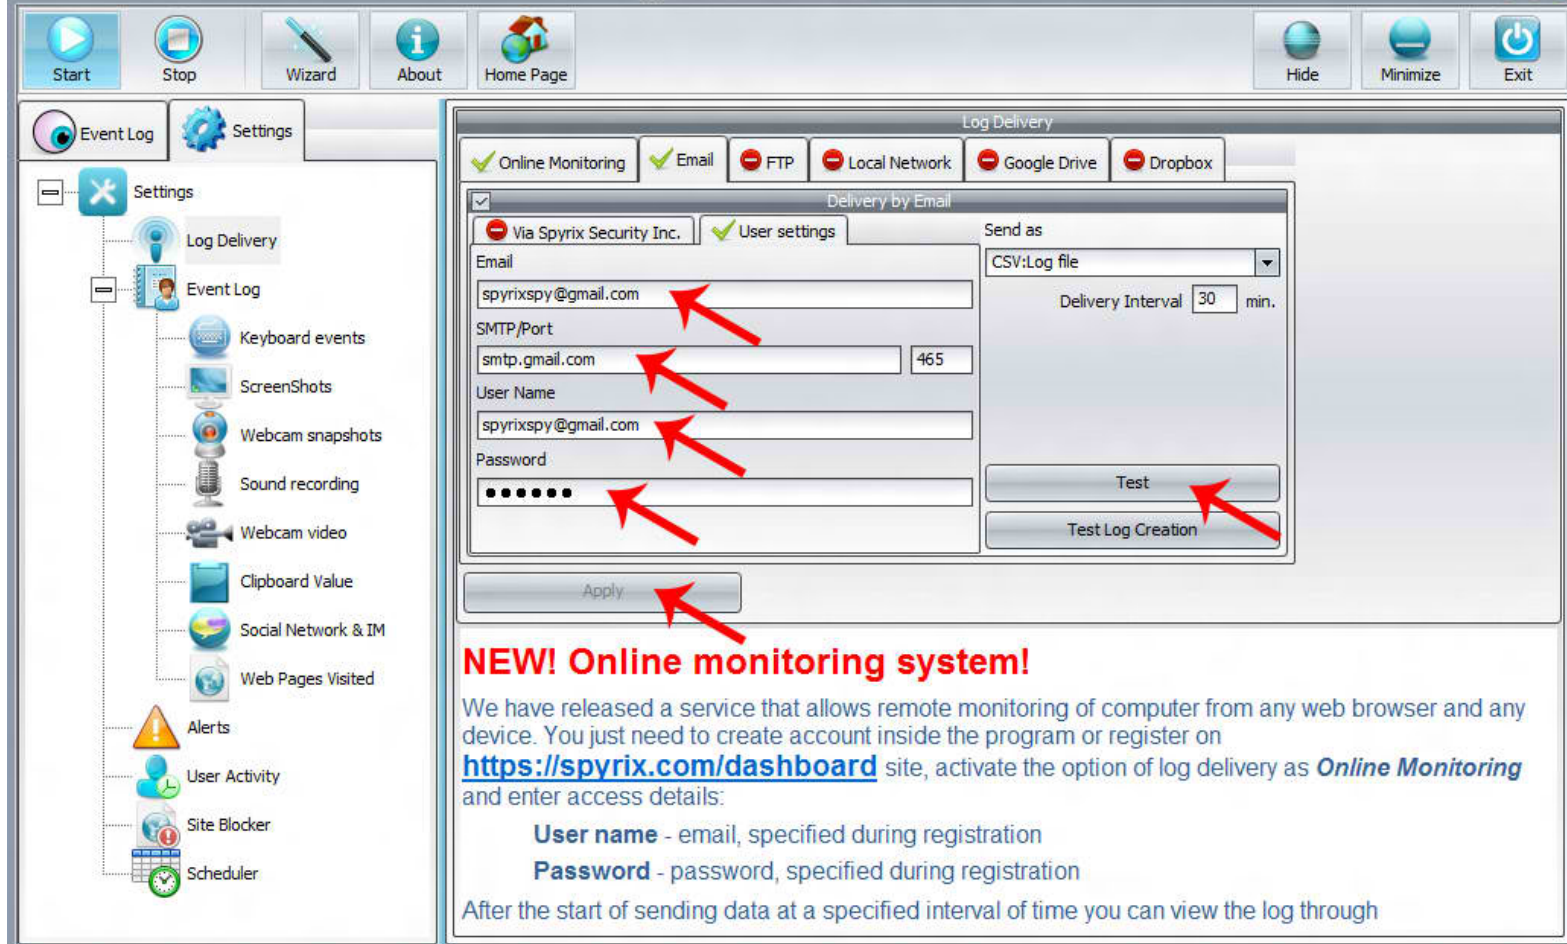 Start
Stop
Wizard
About
Home Page
Hide
Minimize
Exit
Event Log
Settings
Settings
Log Delivery
Event Log
Keyboard events
ScreenShots
Webcam snapshots
Sound recording
Webcam video
Clipboard Value
Social Network & IM
Web Pages Visited
Alerts
User Activity
Site Blocker
Scheduler
Log Delivery
Online Monitoring
Email
FTP
Local Network
Google Drive
Dropbox
Delivery by Email
Via Spyrix Security Inc.
User settings
Email
spyrixspy@gmail.com
SMTP/Port
smtp.gmail.com
465
User Name
spyrixspy@gmail.com
Password
Send as
CSV:Log file
Delivery Interval 30 min.
Test
Test Log Creation
Apply
NEW! Online monitoring system!
We have released a service that allows remote monitoring of computer from any web browser and any
device. You just need to create account inside the program or register on
https://spyrix.com/dashboard site, activate the option of log delivery as Online Monitoring
and enter access details:
User name - email, specified during registration
Password - password, specified during registration
After the start of sending data at a specified interval of time you can view the log through